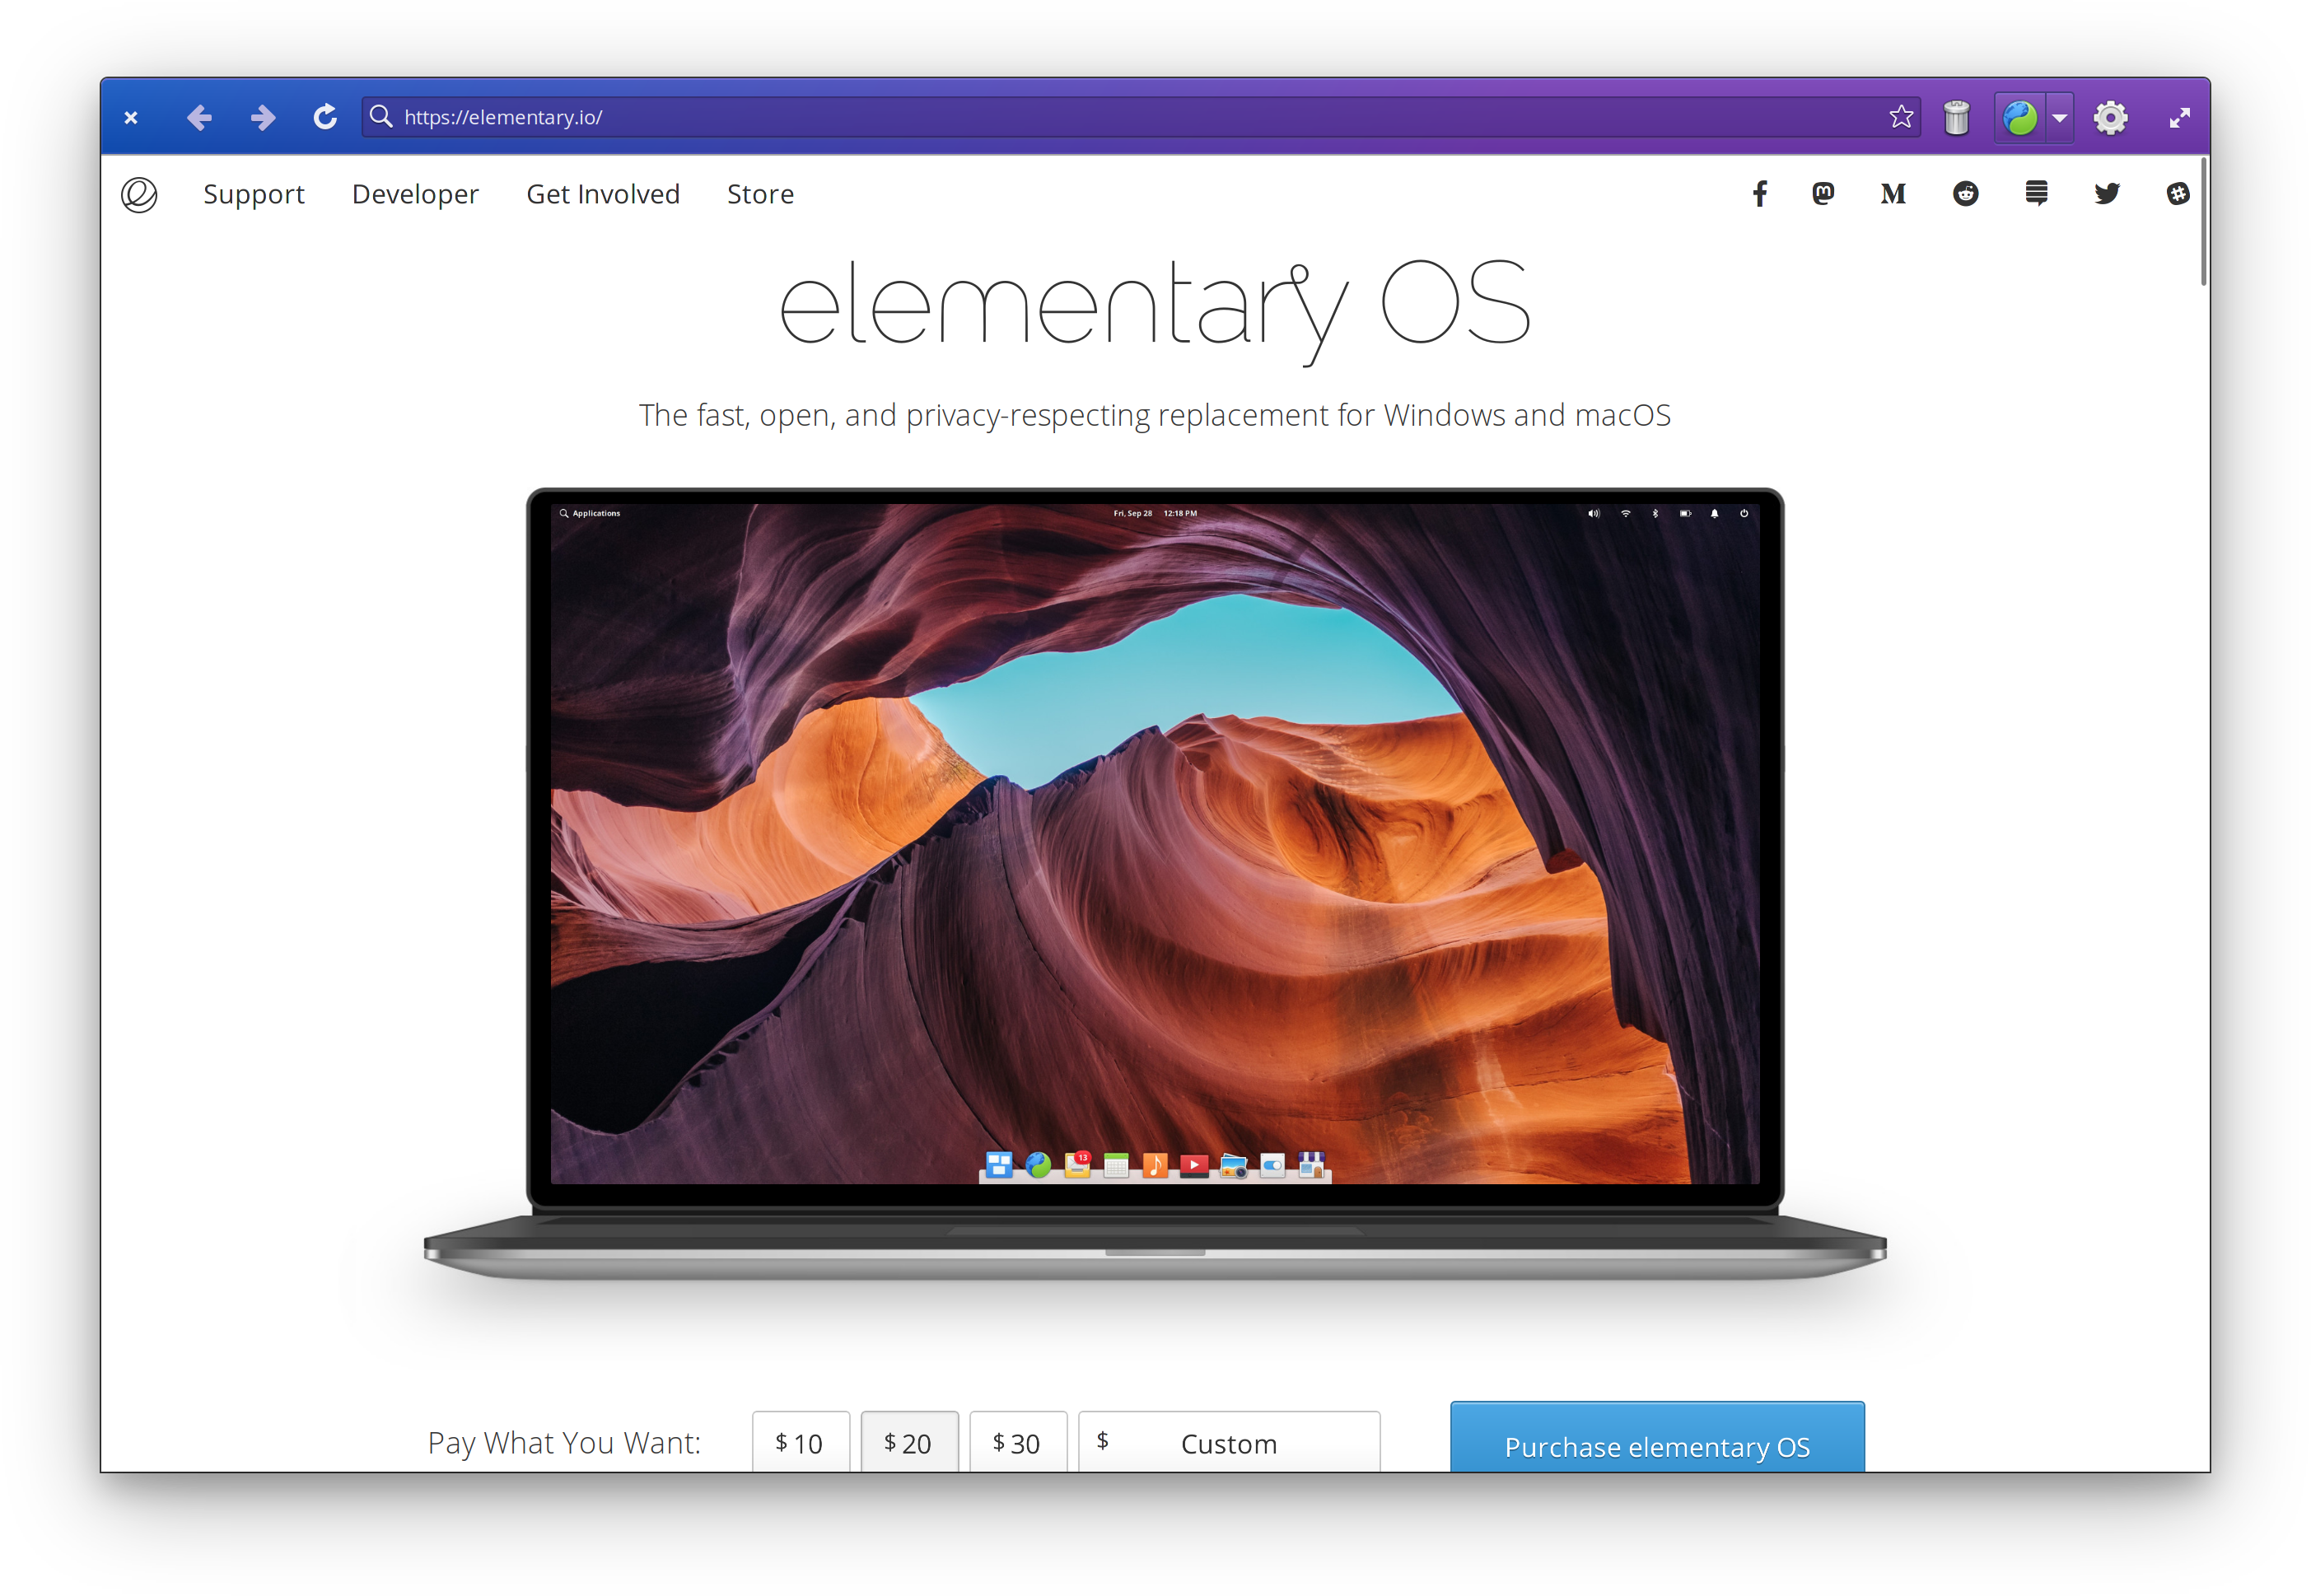 https://elementary.io/
Support Developer Get Involved Store
elementary OS
The fast, open, and privacy-respecting replacement for Windows and macOS
Applications Fri, Sep 28 12:18 PM
13
Pay What You Want: $ 10 $ 20 $ 30 $ Custom Purchase elementary OS